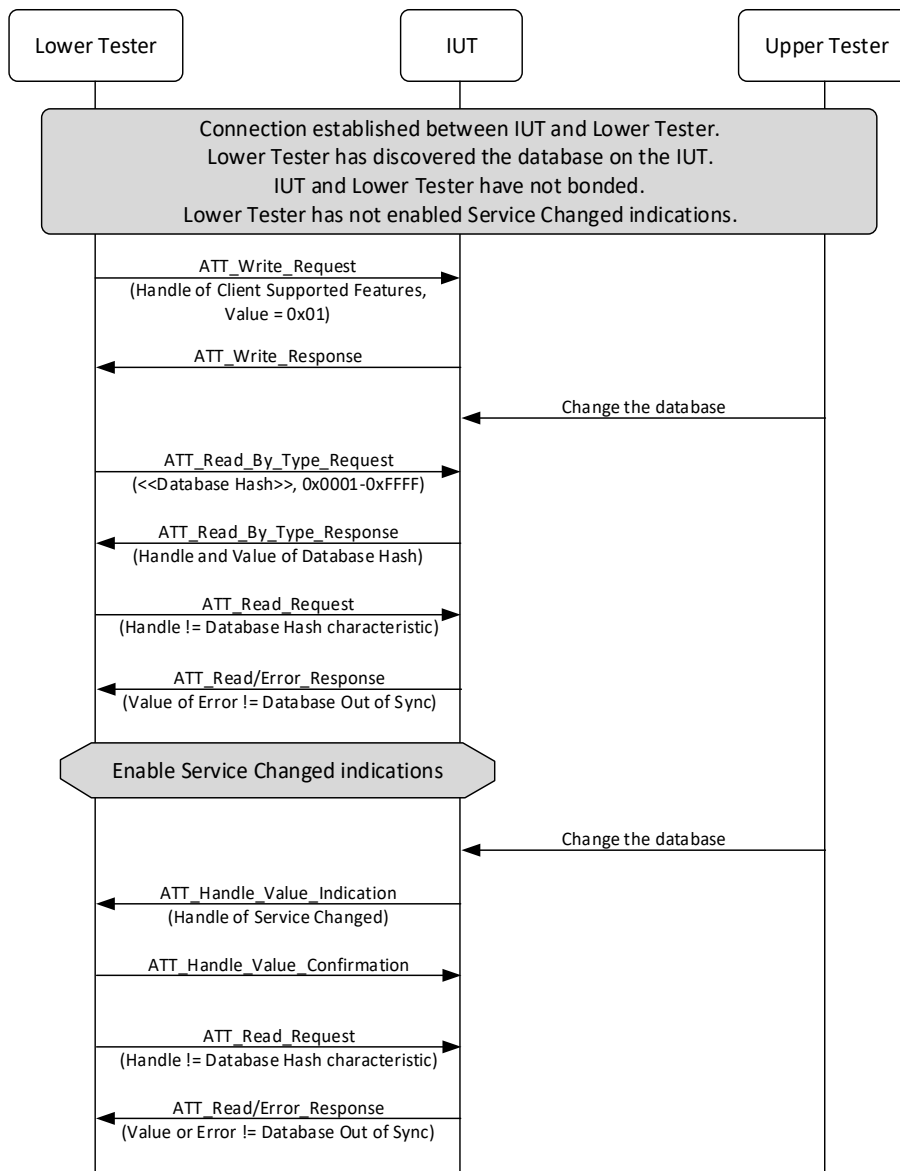 Lower Tester
IUT
Upper Tester
Connection established between IUT and Lower Tester.
Lower Tester has discovered the database on the IUT.
IUT and Lower Tester have not bonded.
Lower Tester has not enabled Service Changed indications.
ATT_Write_Request
(Handle of Client Supported Features,
Value = 0x01)
ATT_Write_Response
Change the database
ATT_Read_By_Type_Request
(<<Database Hash>>, 0x0001-0xFFFF)
ATT_Read_By_Type_Response
(Handle and Value of Database Hash)
ATT_Read_Request
(Handle != Database Hash characteristic)
ATT_Read/Error_Response
(Value of Error != Database Out of Sync)
Enable Service Changed indications
Change the database
ATT_Handle_Value_Indication
(Handle of Service Changed)
ATT_Handle_Value_Confirmation
ATT_Read_Request
(Handle != Database Hash characteristic)
ATT_Read/Error_Response
(Value or Error != Database Out of Sync)